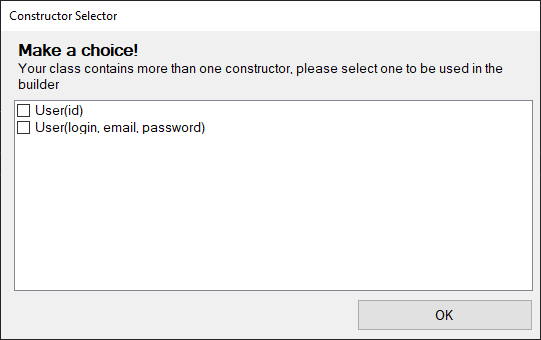 Constructor Selector
Make a choice!
Your class contains more than one constructor, please select one to be used in the
builder
User(id)
User(login, email, password)
OK